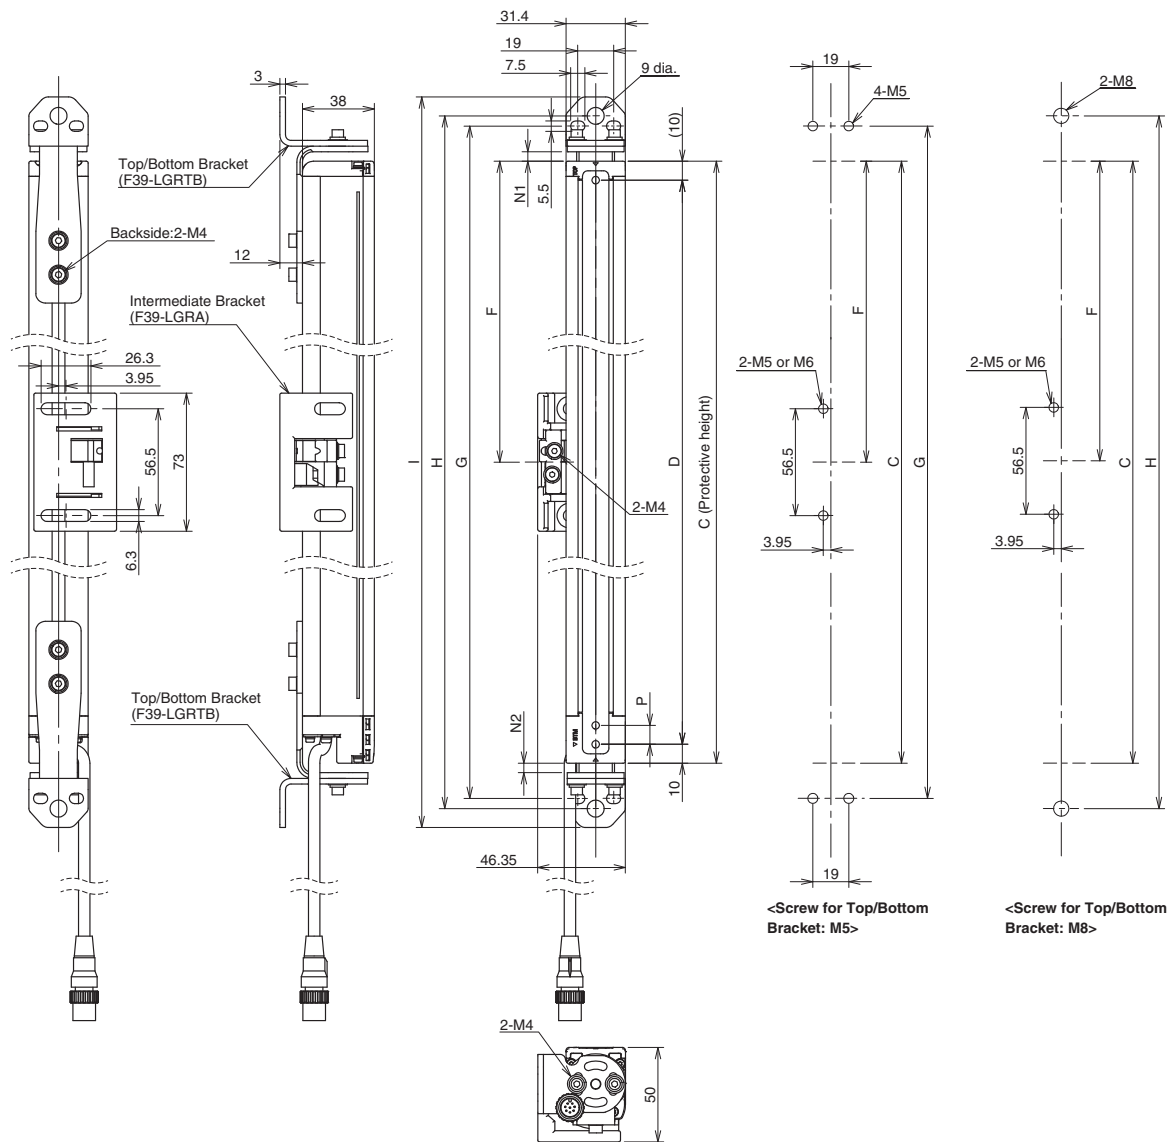 31.4
19
7.5
9 dia.
3
38
(10)
Top/Bottom Bracket
(F39-LGRTB)
N1
5.5
Backside:2-M4
12
Intermediate Bracket
(F39-LGRA)
26.3
3.95
56.5
73
6.3
F
I
H
G
2-M4
D
C (Protective height)
Top/Bottom Bracket
(F39-LGRTB)
N2
P
10
46.35
19
4-M5
F
2-M5 or M6
56.5
C
G
3.95
19
<Screw for Top/Bottom
Bracket: M5>
2-M8
F
2-M5 or M6
56.5
C
H
3.95
<Screw for Top/Bottom
Bracket: M8>
2-M4
50